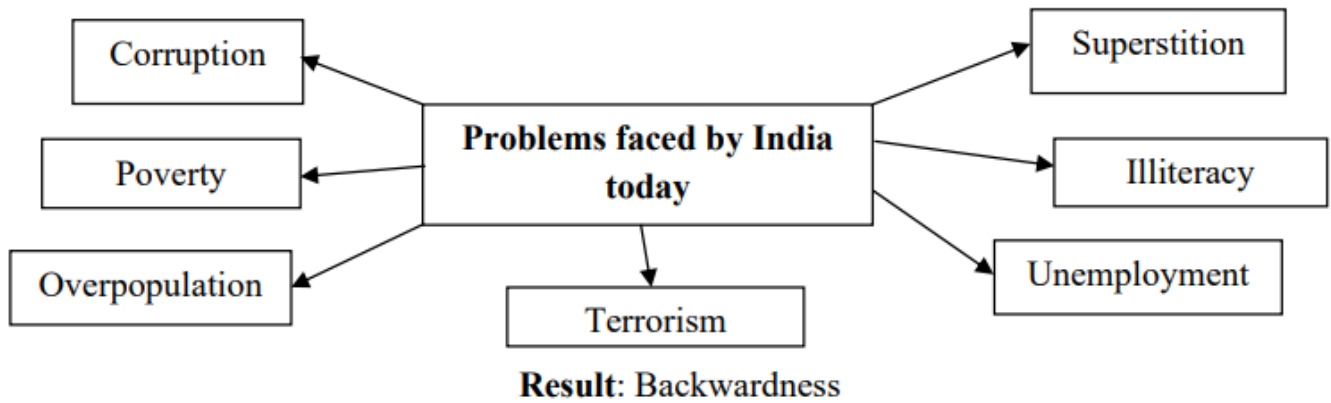 Corruption
Superstition
Problems faced by India
today
Poverty
Illiteracy
Overpopulation
Unemployment
Terrorism
Result: Backwardness